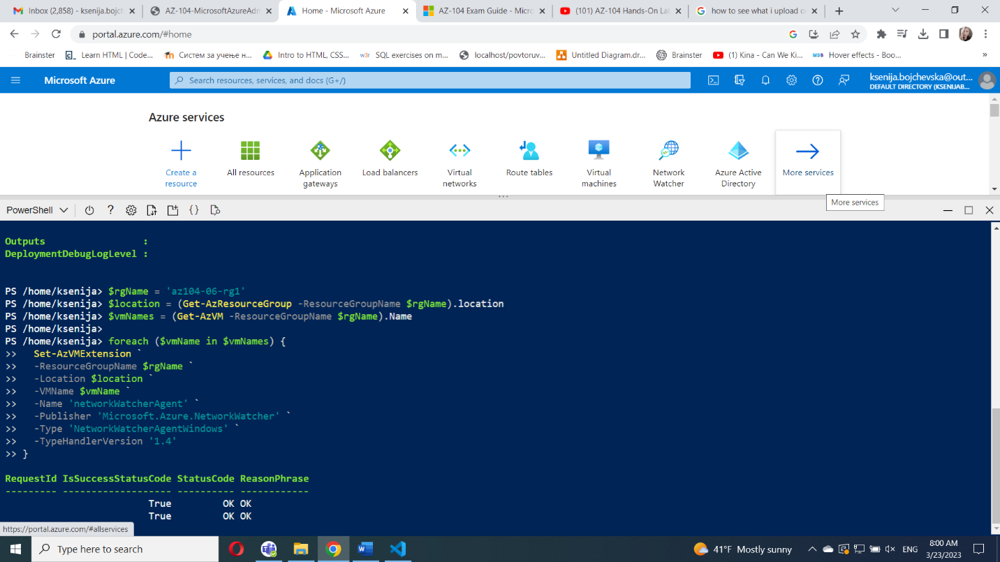 Inbox (2,858) - ksenija.bojch
AZ-104-MicrosoftAzureAdm
Home - Microsoft Azure
AZ-104 Exam Guide - Micro
(101) AZ-104 Hands-On Lab
how to see what i upload o
portal.azure.com/#home
Brainster
Learn HTML | Code...
Систем за учење н...
Intro to HTML, CSS...
SQL exercises on m...
localhost/povtoruv...
Untitled Diagram.dr...
Brainster
(1) Kina - Can We Ki...
Hover effects - Boo...
»
Microsoft Azure
Search resources, services, and docs (G+/)
ksenija.bojchevska@out...
DEFAULT DIRECTORY (KSENIJAB...
Azure services
Create a resource
All resources
Application gateways
Load balancers
Virtual networks
Route tables
Virtual machines
Network Watcher
Azure Active Directory
More services
More services
PowerShell
Outputs                 :
DeploymentDebugLogLevel :
PS /home/ksenija> $rgName = 'az104-06-rg1'
PS /home/ksenija> $location = (Get-AzResourceGroup -ResourceGroupName $rgName).location
PS /home/ksenija> $vmNames = (Get-AzVM -ResourceGroupName $rgName).Name
PS /home/ksenija>
PS /home/ksenija> foreach ($vmName in $vmNames) {
>>   Set-AzVMExtension `
>>   -ResourceGroupName $rgName `
>>   -Location $location `
>>   -VMName $vmName `
>>   -Name 'networkWatcherAgent' `
>>   -Publisher 'Microsoft.Azure.NetworkWatcher' `
>>   -Type 'NetworkWatcherAgentWindows' `
>>   -TypeHandlerVersion '1.4'
>> }
RequestId IsSuccessStatusCode StatusCode ReasonPhrase
--------- ------------------- ---------- ------------
                         True         OK OK
                         True         OK OK
https://portal.azure.com/#allservices
Type here to search
41°F Mostly sunny
ENG
8:00 AM
3/23/2023